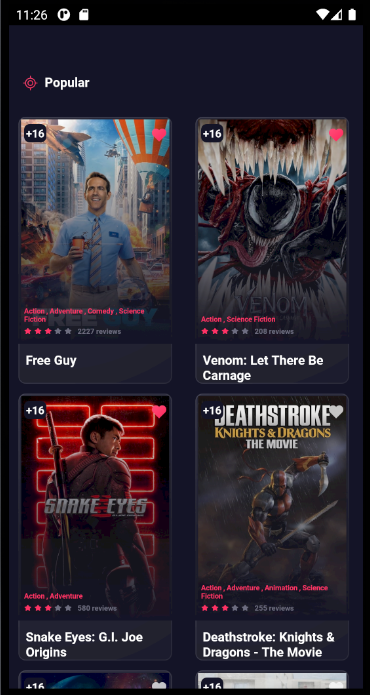 11:26
Popular
+16
Action , Adventure , Comedy , Science
Fiction
FREE GUY
2227 reviews
Free Guy
+16
VENOM
Action , Science Fiction
208 reviews
Venom: Let There Be
Carnage
+16
SNAKE EYES
Action , Adventure
580 reviews
Snake Eyes: G.I. Joe
Origins
+16
DEATHSTROKE
KNIGHTS & DRAGONS
THE MOVIE
Action , Adventure , Animation , Science
Fiction
255 reviews
Deathstroke: Knights &
Dragons - The Movie
+16
+16